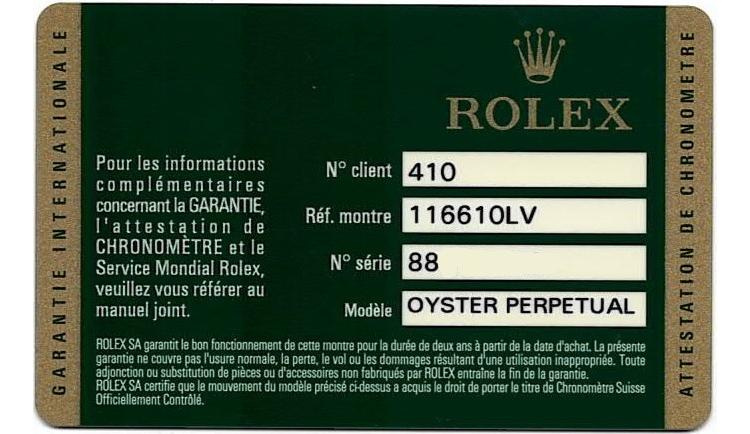 GARANTIE INTERNATIONALE
ROLEX
Pour les informations
complémentaires
concernant la GARANTIE,
l'attestation de
CHRONOMÈTRE et le
Service Mondial Rolex,
veuillez vous référer au
manuel joint.
N° client 410
Réf. montre 116610LV
N° série 88
Modèle OYSTER PERPETUAL
ROLEX SA garantit le bon fonctionnement de cette montre pour la durée de deux ans à partir de la date d'achat. La présente
garantie ne couvre pas l'usure normale, la perte, le vol ou les dommages résultant d'une utilisation inappropriée. Toute
adjonction ou substitution de pièces ou d'accessoires non fabriqués par ROLEX entraîne la fin de la garantie.
ROLEX SA certifie que le mouvement du modèle précisé ci-dessus a acquis le droit de porter le titre de Chronomètre Suisse
Officiellement Contrôlé.
ATTESTATION DE CHRONOMETRE